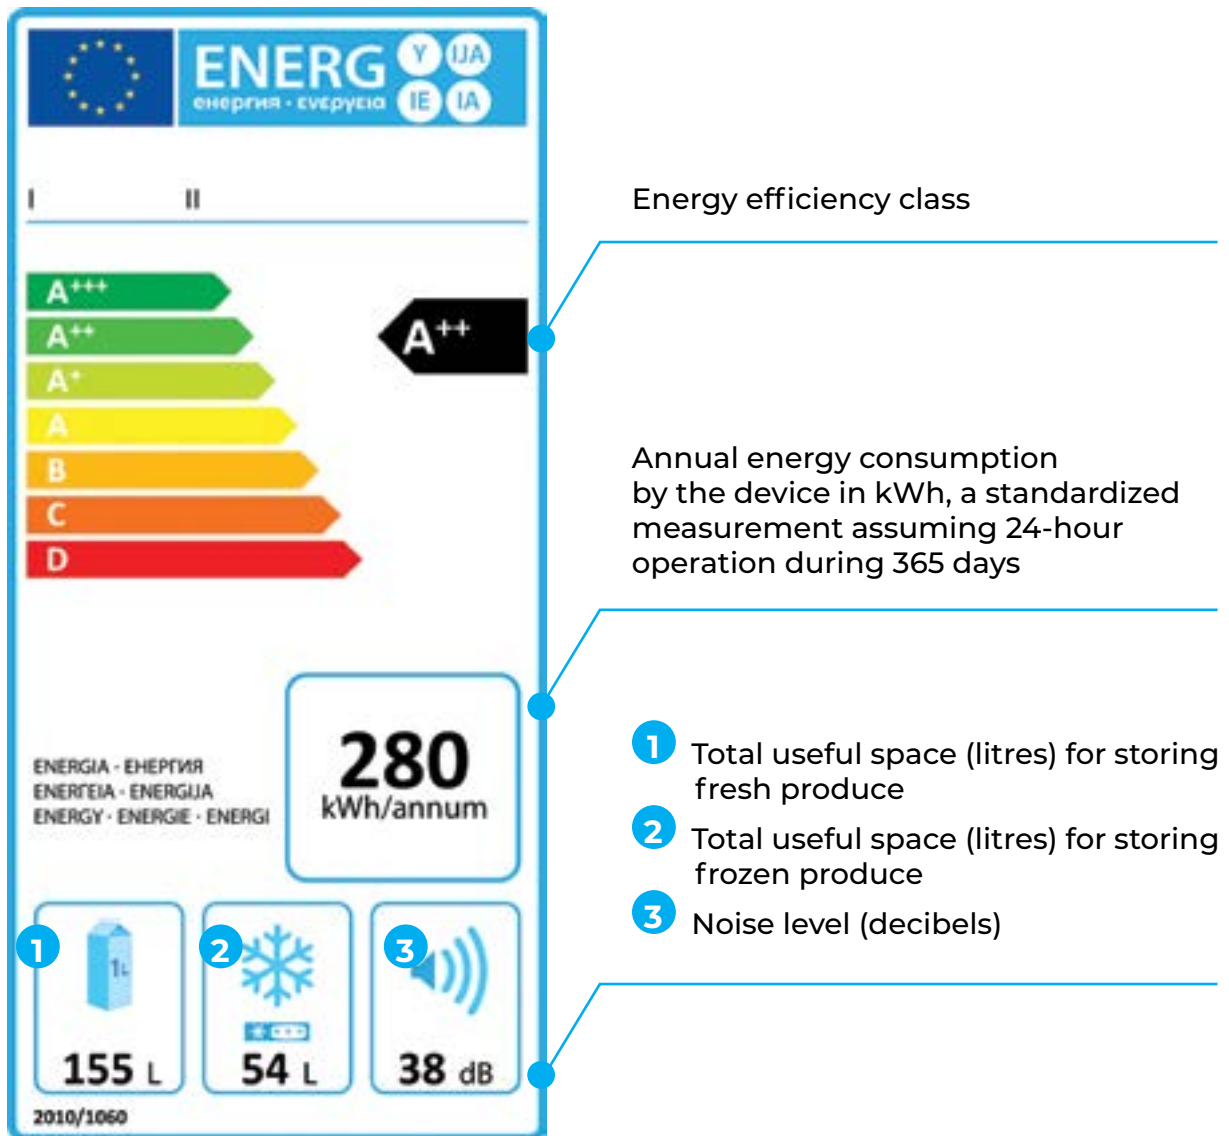 ENERG Y IJA
енергия · ενεργεια IE IA
I II
Energy efficiency class
A+++
A++
A++
A+
A
B
C
D
Annual energy consumption
by the device in kWh, a standardized
measurement assuming 24-hour
operation during 365 days
280
kWh/annum
ENERGIA · ЕНЕРГИЯ
ΕΝΕΡΓΕΙΑ · ENERGIJA
ENERGY · ENERGIE · ENERGI
1 Total useful space (litres) for storing
fresh produce
2 Total useful space (litres) for storing
frozen produce
3 Noise level (decibels)
1 2 3
1L
155 L 54 L 38 dB
2010/1060